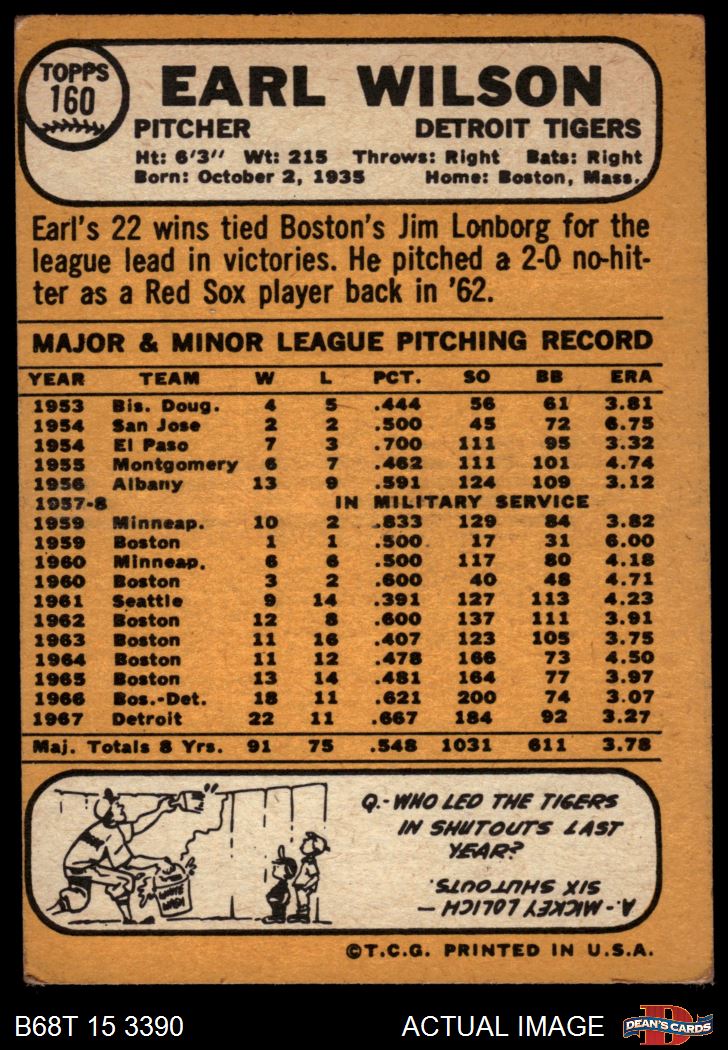 TOPPS
160
EARL WILSON
PITCHER DETROIT TIGERS
Ht: 6'3" Wt: 215 Throws: Right Bats: Right
Born: October 2, 1935 Home: Boston, Mass.
Earl's 22 wins tied Boston's Jim Lonborg for the
league lead in victories. He pitched a 2-0 no-hit-
ter as a Red Sox player back in '62.
MAJOR & MINOR LEAGUE PITCHING RECORD
YEAR TEAM W L PCT. SO BB ERA
1953 Bis. Doug. 4 5 .444 56 61 3.81
1954 San Jose 2 2 .500 45 72 6.75
1954 El Paso 7 3 .700 111 95 3.32
1955 Montgomery 6 7 .462 111 101 4.74
1956 Albany 13 9 .591 124 109 3.12
1957-8 IN MILITARY SERVICE
1959 Minneap. 10 2 .833 129 84 3.82
1959 Boston 1 1 .500 17 31 6.00
1960 Minneap. 6 6 .500 117 80 4.18
1960 Boston 3 2 .600 40 48 4.71
1961 Seattle 9 14 .391 127 113 4.23
1962 Boston 12 8 .600 137 111 3.91
1963 Boston 11 16 .407 123 105 3.75
1964 Boston 11 12 .478 166 73 4.50
1965 Boston 13 14 .481 164 77 3.97
1966 Bos.-Det. 18 11 .621 200 74 3.07
1967 Detroit 22 11 .667 184 92 3.27
Maj. Totals 8 Yrs. 91 75 .548 1031 611 3.78
WHITE
WASH
Q.-WHO LED THE TIGERS
IN SHUTOUTS LAST
YEAR?
A.-MICKEY LOLICH —
SIX SHUTOUTS.
©T.C.G. PRINTED IN U.S.A.
B68T 15 3390 ACTUAL IMAGE
DEAN'S CARDS